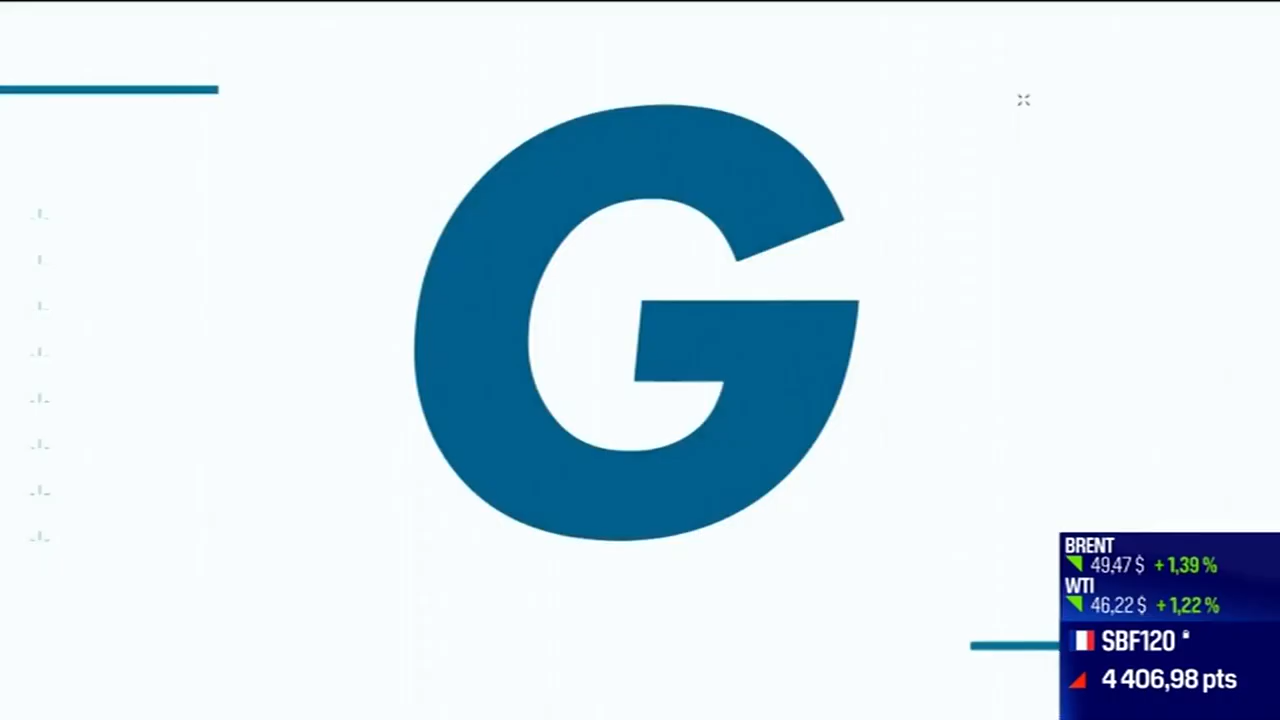 G
BRENT
49,47 $ +1,39 %
WTI
46,22 $ +1,22 %
SBF120
4 406,98 pts